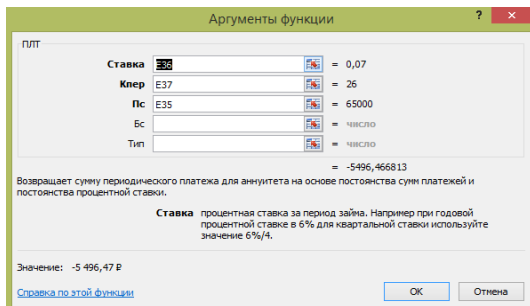 Аргументы функции
ПЛТ
Ставка E36 = 0,07
Кпер E37 = 26
Пс E35 = 65000
Бс = число
Тип = число
= -5496,466813
Возвращает сумму периодического платежа для аннуитета на основе постоянства сумм платежей и
постоянства процентной ставки.
Ставка процентная ставка за период займа. Например при годовой
процентной ставке в 6% для квартальной ставки используйте
значение 6%/4.
Значение: -5 496,47 ₽
Справка по этой функции
ОК
Отмена